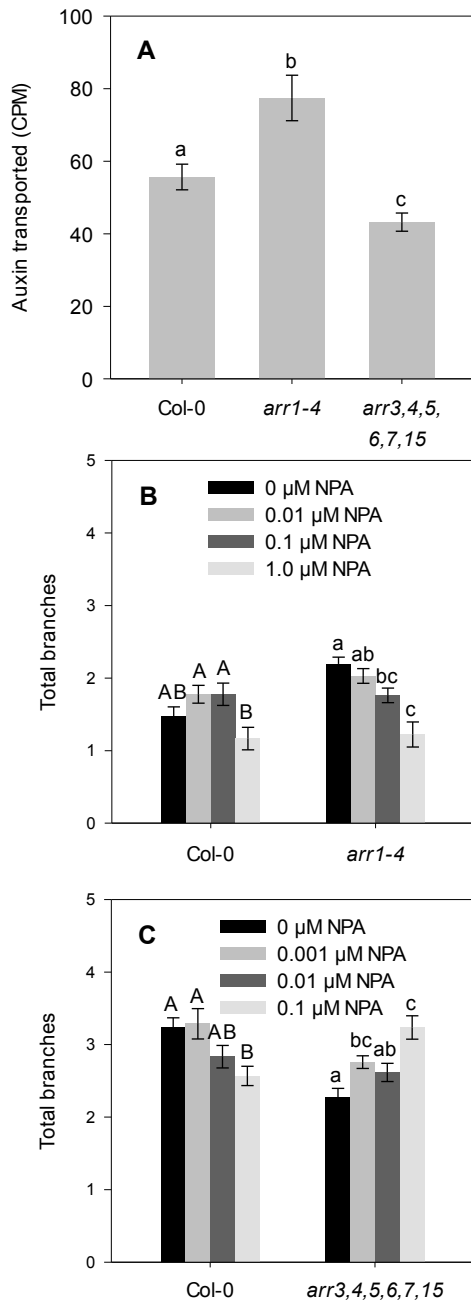 100
A
b
80
a
60
c
40
20
0
Auxin transported (CPM)
Col-0
arr1-4
arr3,4,5,
6,7,15
5
B
0 µM NPA
0.01 µM NPA
4
0.1 µM NPA
1.0 µM NPA
3
a
ab
A
A
bc
AB
2
B
c
1
0
Total branches
Col-0
arr1-4
5
C
0 µM NPA
0.001 µM NPA
4
0.01 µM NPA
0.1 µM NPA
A
A
c
AB
3
B
bc
ab
a
2
1
0
Total branches
Col-0
arr3,4,5,6,7,15